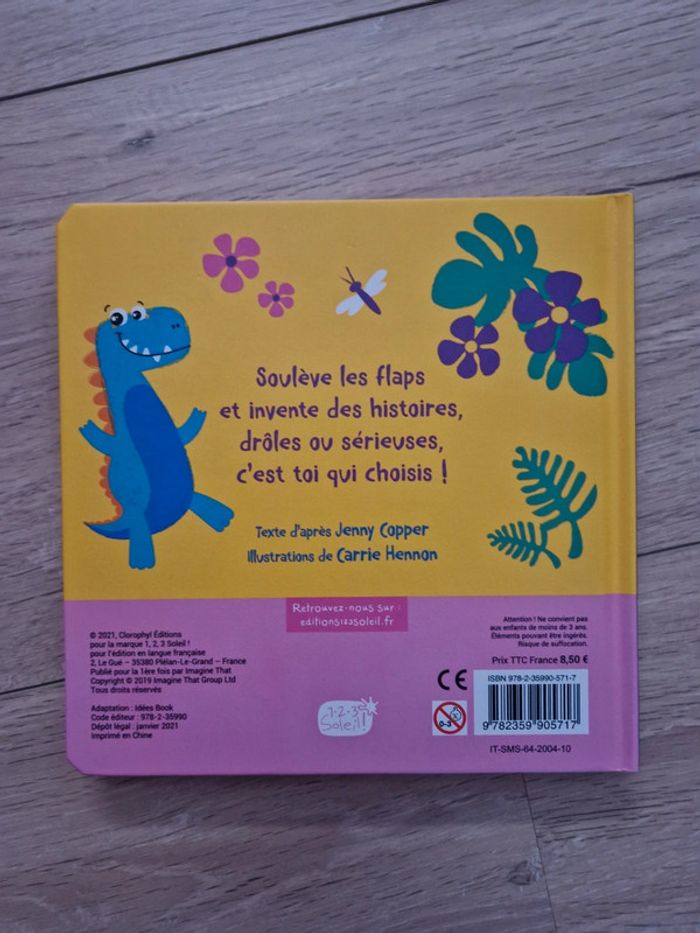 Soulève les flaps
et invente des histoires,
drôles ou sérieuses,
c'est toi qui choisis !
Texte d'après Jenny Copper
Illustrations de Carrie Hennon
Retrouvez-nous sur :
editions123soleil.fr
© 2021, Clorophyl Éditions
pour la marque 1, 2, 3 Soleil !
pour l'édition en langue française
2, Le Gué – 35380 Plélan-Le-Grand – France
Publié pour la 1ère fois par Imagine That
Copyright © 2019 Imagine That Group Ltd
Tous droits réservés
Adaptation : Idées Book
Code éditeur : 978-2-35990
Dépôt légal : janvier 2021
Imprimé en Chine
1-2-3
Soleil!
Attention ! Ne convient pas
aux enfants de moins de 3 ans.
Éléments pouvant être ingérés.
Risque de suffocation.
Prix TTC France 8,50 €
CE
0-3
ISBN 978-2-35990-571-7
9 782359 905717
IT-SMS-64-2004-10